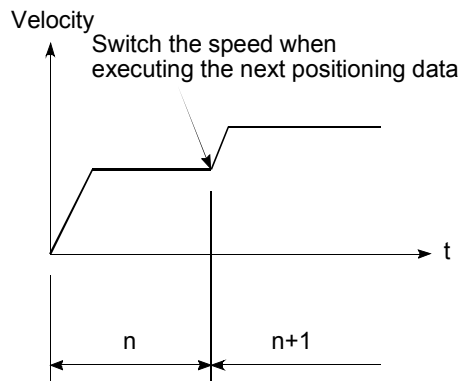 Velocity
Switch the speed when
executing the next positioning data
t
n
n+1